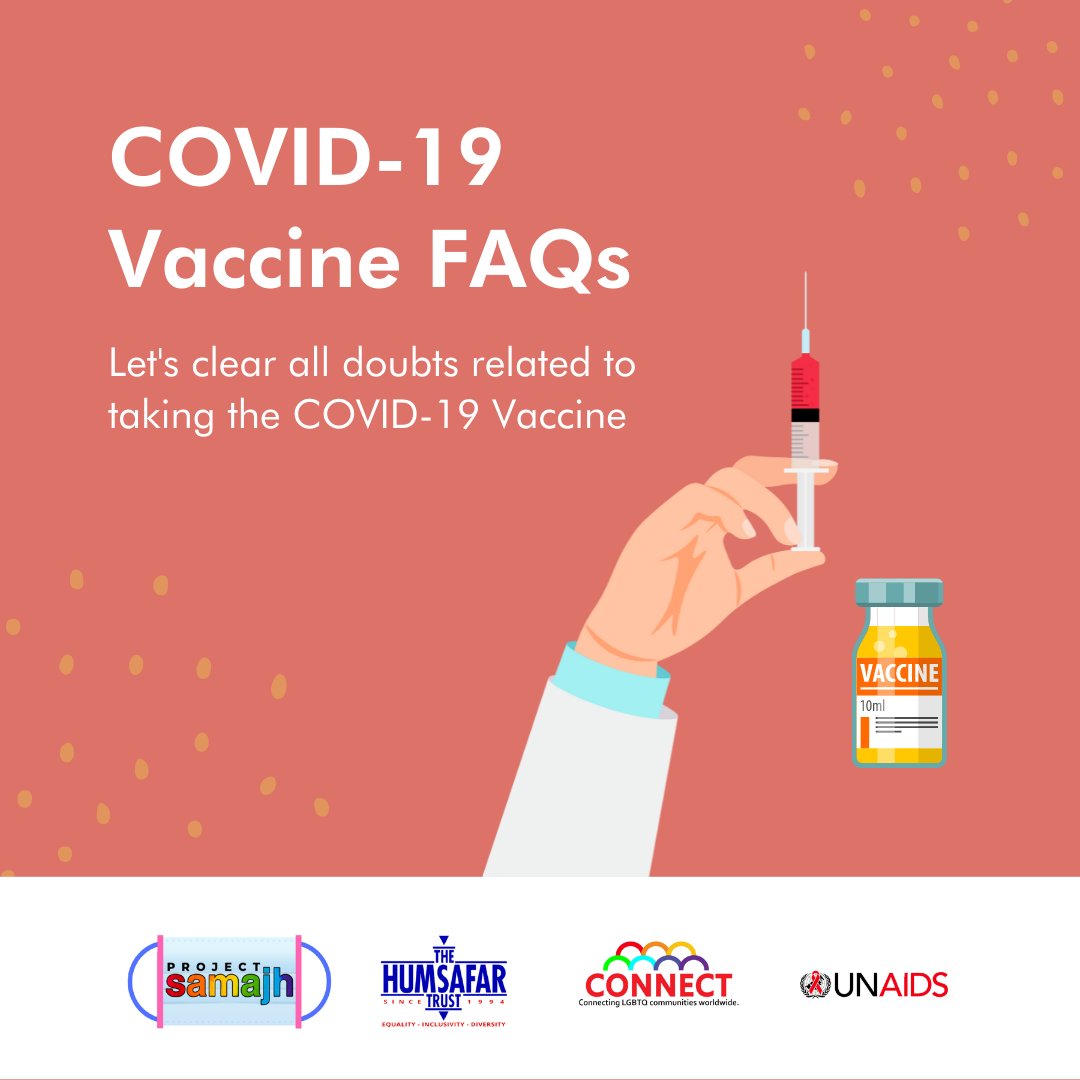 COVID-19
Vaccine FAQs
Let's clear all doubts related to
taking the COVID-19 Vaccine
VACCINE
10ml
PROJECT
samajh
THE
HUMSAFAR
SINCE TRUST 1994
EQUALITY - INCLUSIVITY - DIVERSITY
CONNECT
Connecting LGBTQ communities worldwide.
UNAIDS